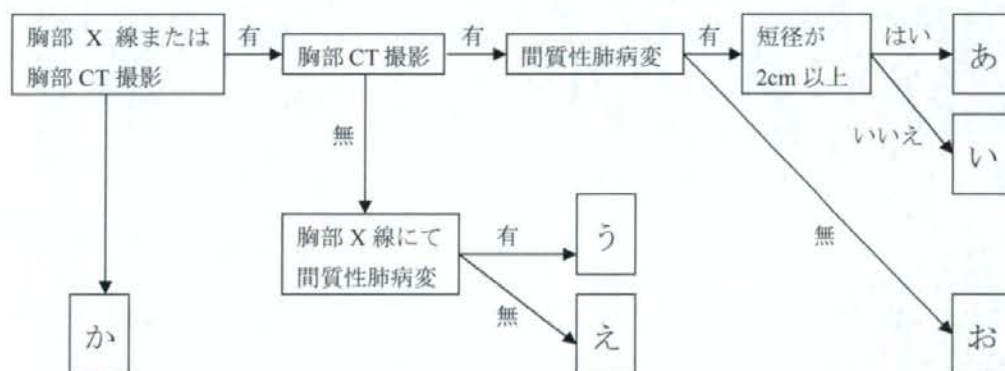 胸部 X 線または
胸部 CT 撮影
有
胸部 CT 撮影
有
間質性肺病変
有
短径が
2cm 以上
はい
あ
いいえ
い
無
胸部 X 線にて
間質性肺病変
有
う
無
え
無
お
か